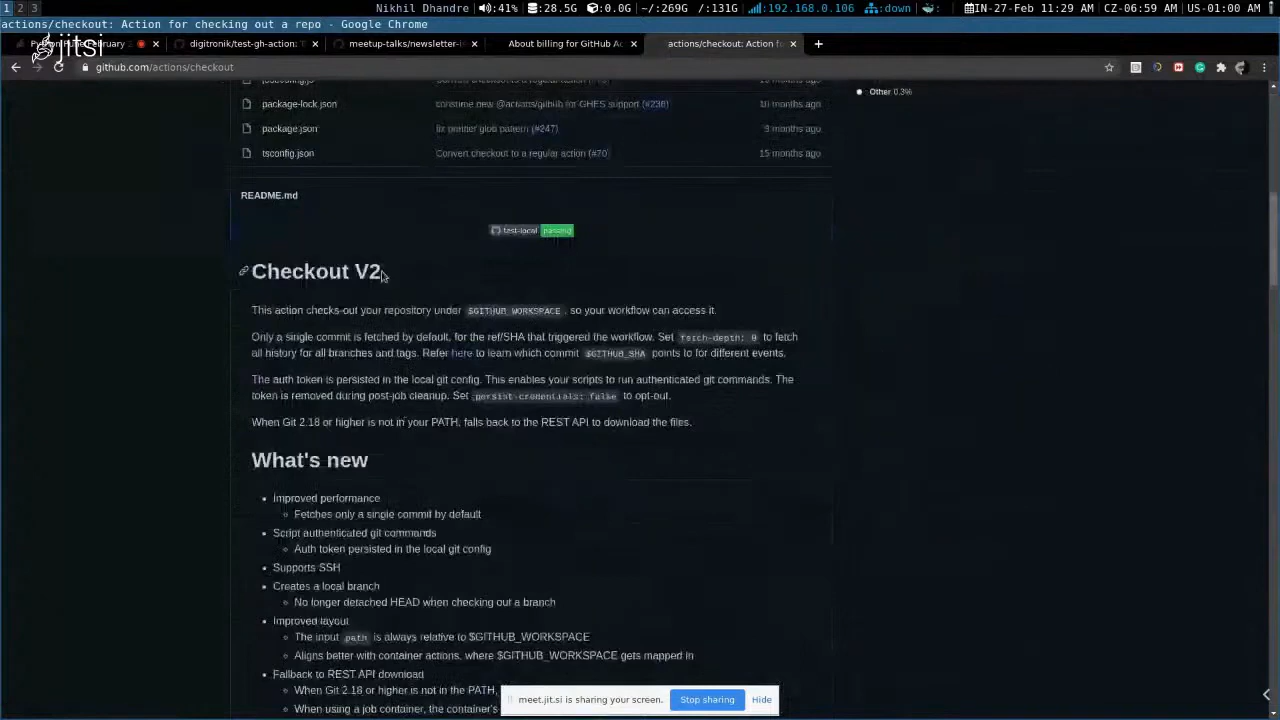 1 2 3 Nikhil Dhandre :41% :28.5G :0.0G /:269G /:131G 192.168.0.106 :down IN-27-Feb 11:29 AM CZ-06:59 AM US-01:00 AM
actions/checkout: Action for checking out a repo - Google Chrome
jitsi
digitronik/test-gh-action: T
meetup-talks/newsletter-
About billing for GitHub Ac
actions/checkout: Action f
github.com/actions/checkout
package-lock.json consume new @actions/github for GHES support (#236) 10 months ago
package.json fix prettier glob pattern (#247) 9 months ago
tsconfig.json Convert checkout to a regular action (#70) 15 months ago
Other 0.3%
README.md
test-local passing
Checkout V2
This action checks-out your repository under $GITHUB_WORKSPACE , so your workflow can access it.
Only a single commit is fetched by default, for the ref/SHA that triggered the workflow. Set fetch-depth: 0 to fetch
all history for all branches and tags. Refer here to learn which commit $GITHUB_SHA points to for different events.
The auth token is persisted in the local git config. This enables your scripts to run authenticated git commands. The
token is removed during post-job cleanup. Set persist-credentials: false to opt-out.
When Git 2.18 or higher is not in your PATH, falls back to the REST API to download the files.
What's new
Improved performance
Fetches only a single commit by default
Script authenticated git commands
Auth token persisted in the local git config
Supports SSH
Creates a local branch
No longer detached HEAD when checking out a branch
Improved layout
The input path is always relative to $GITHUB_WORKSPACE
Aligns better with container actions, where $GITHUB_WORKSPACE gets mapped in
Fallback to REST API download
When Git 2.18 or higher is not in the PATH,
When using a job container, the container's
meet.jit.si is sharing your screen. Stop sharing Hide